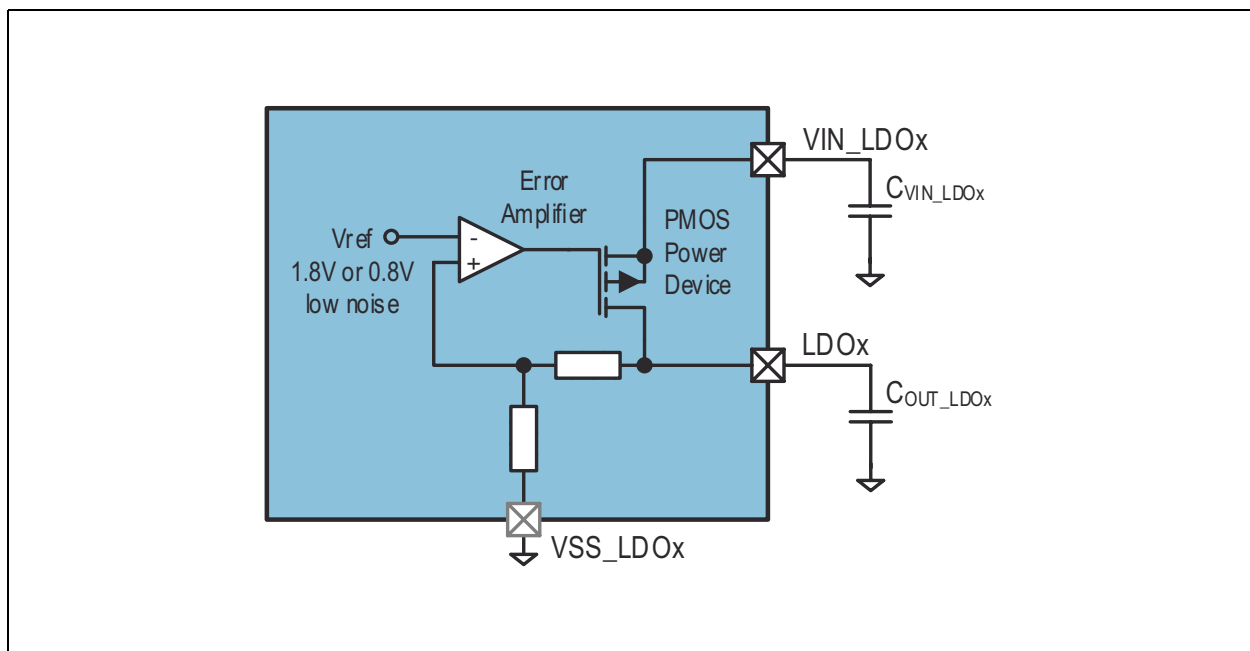 VIN_LDOx
Error
Amplifier
CVIN_LDOx
PMOS
Power
Device
Vref
-
+
1.8V or 0.8V
low noise
LDOx
COUT_LDOx
VSS_LDOx